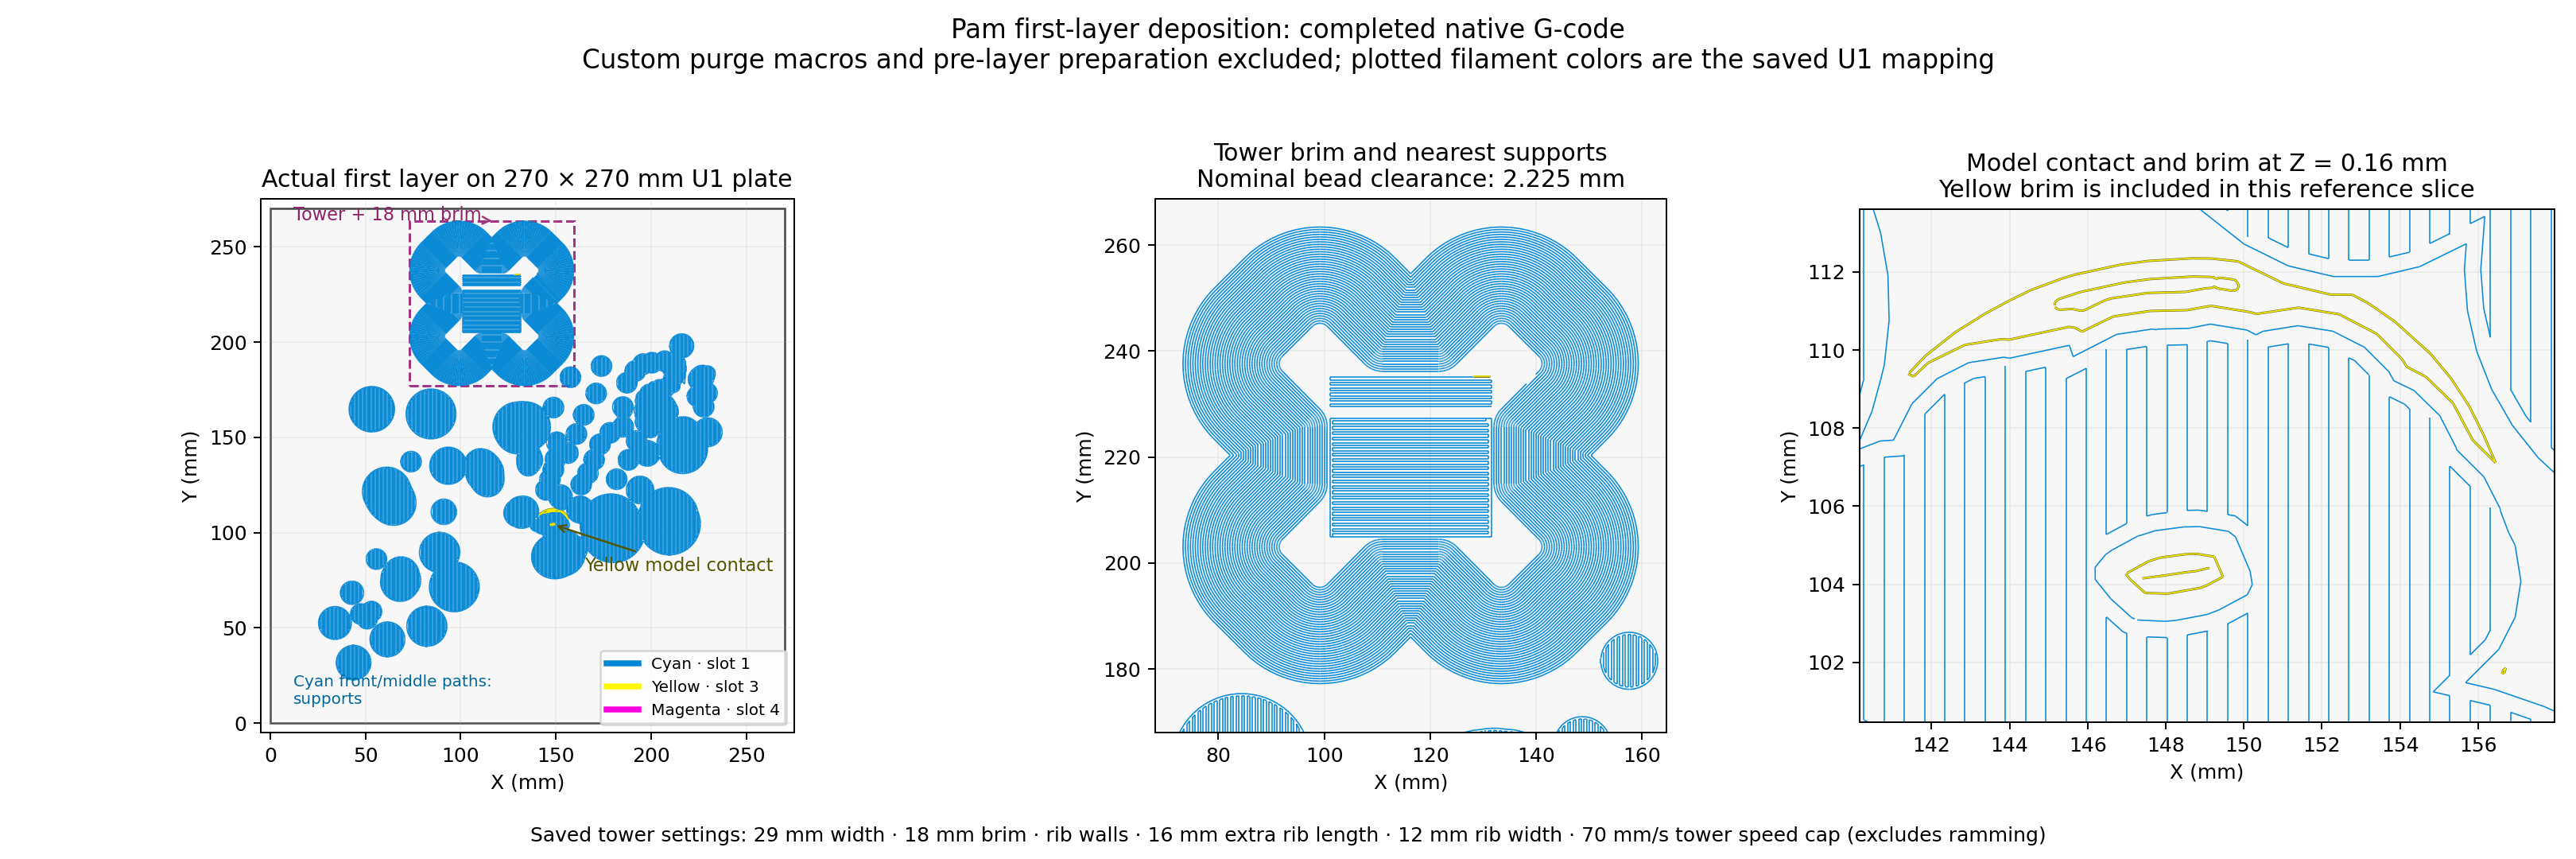 Pam first-layer deposition: completed native G-code
Custom purge macros and pre-layer preparation excluded; plotted filament colors are the saved U1 mapping
Actual first layer on 270 × 270 mm U1 plate
Tower + 18 mm brim
Yellow model contact
Cyan front/middle paths:
supports
Cyan · slot 1
Yellow · slot 3
Magenta · slot 4
250
200
150
100
50
0
Y (mm)
0 50 100 150 200 250
X (mm)
Tower brim and nearest supports
Nominal bead clearance: 2.225 mm
260
240
220
200
180
Y (mm)
80 100 120 140 160
X (mm)
Model contact and brim at Z = 0.16 mm
Yellow brim is included in this reference slice
112
110
108
106
104
102
Y (mm)
142 144 146 148 150 152 154 156
X (mm)
Saved tower settings: 29 mm width · 18 mm brim · rib walls · 16 mm extra rib length · 12 mm rib width · 70 mm/s tower speed cap (excludes ramming)